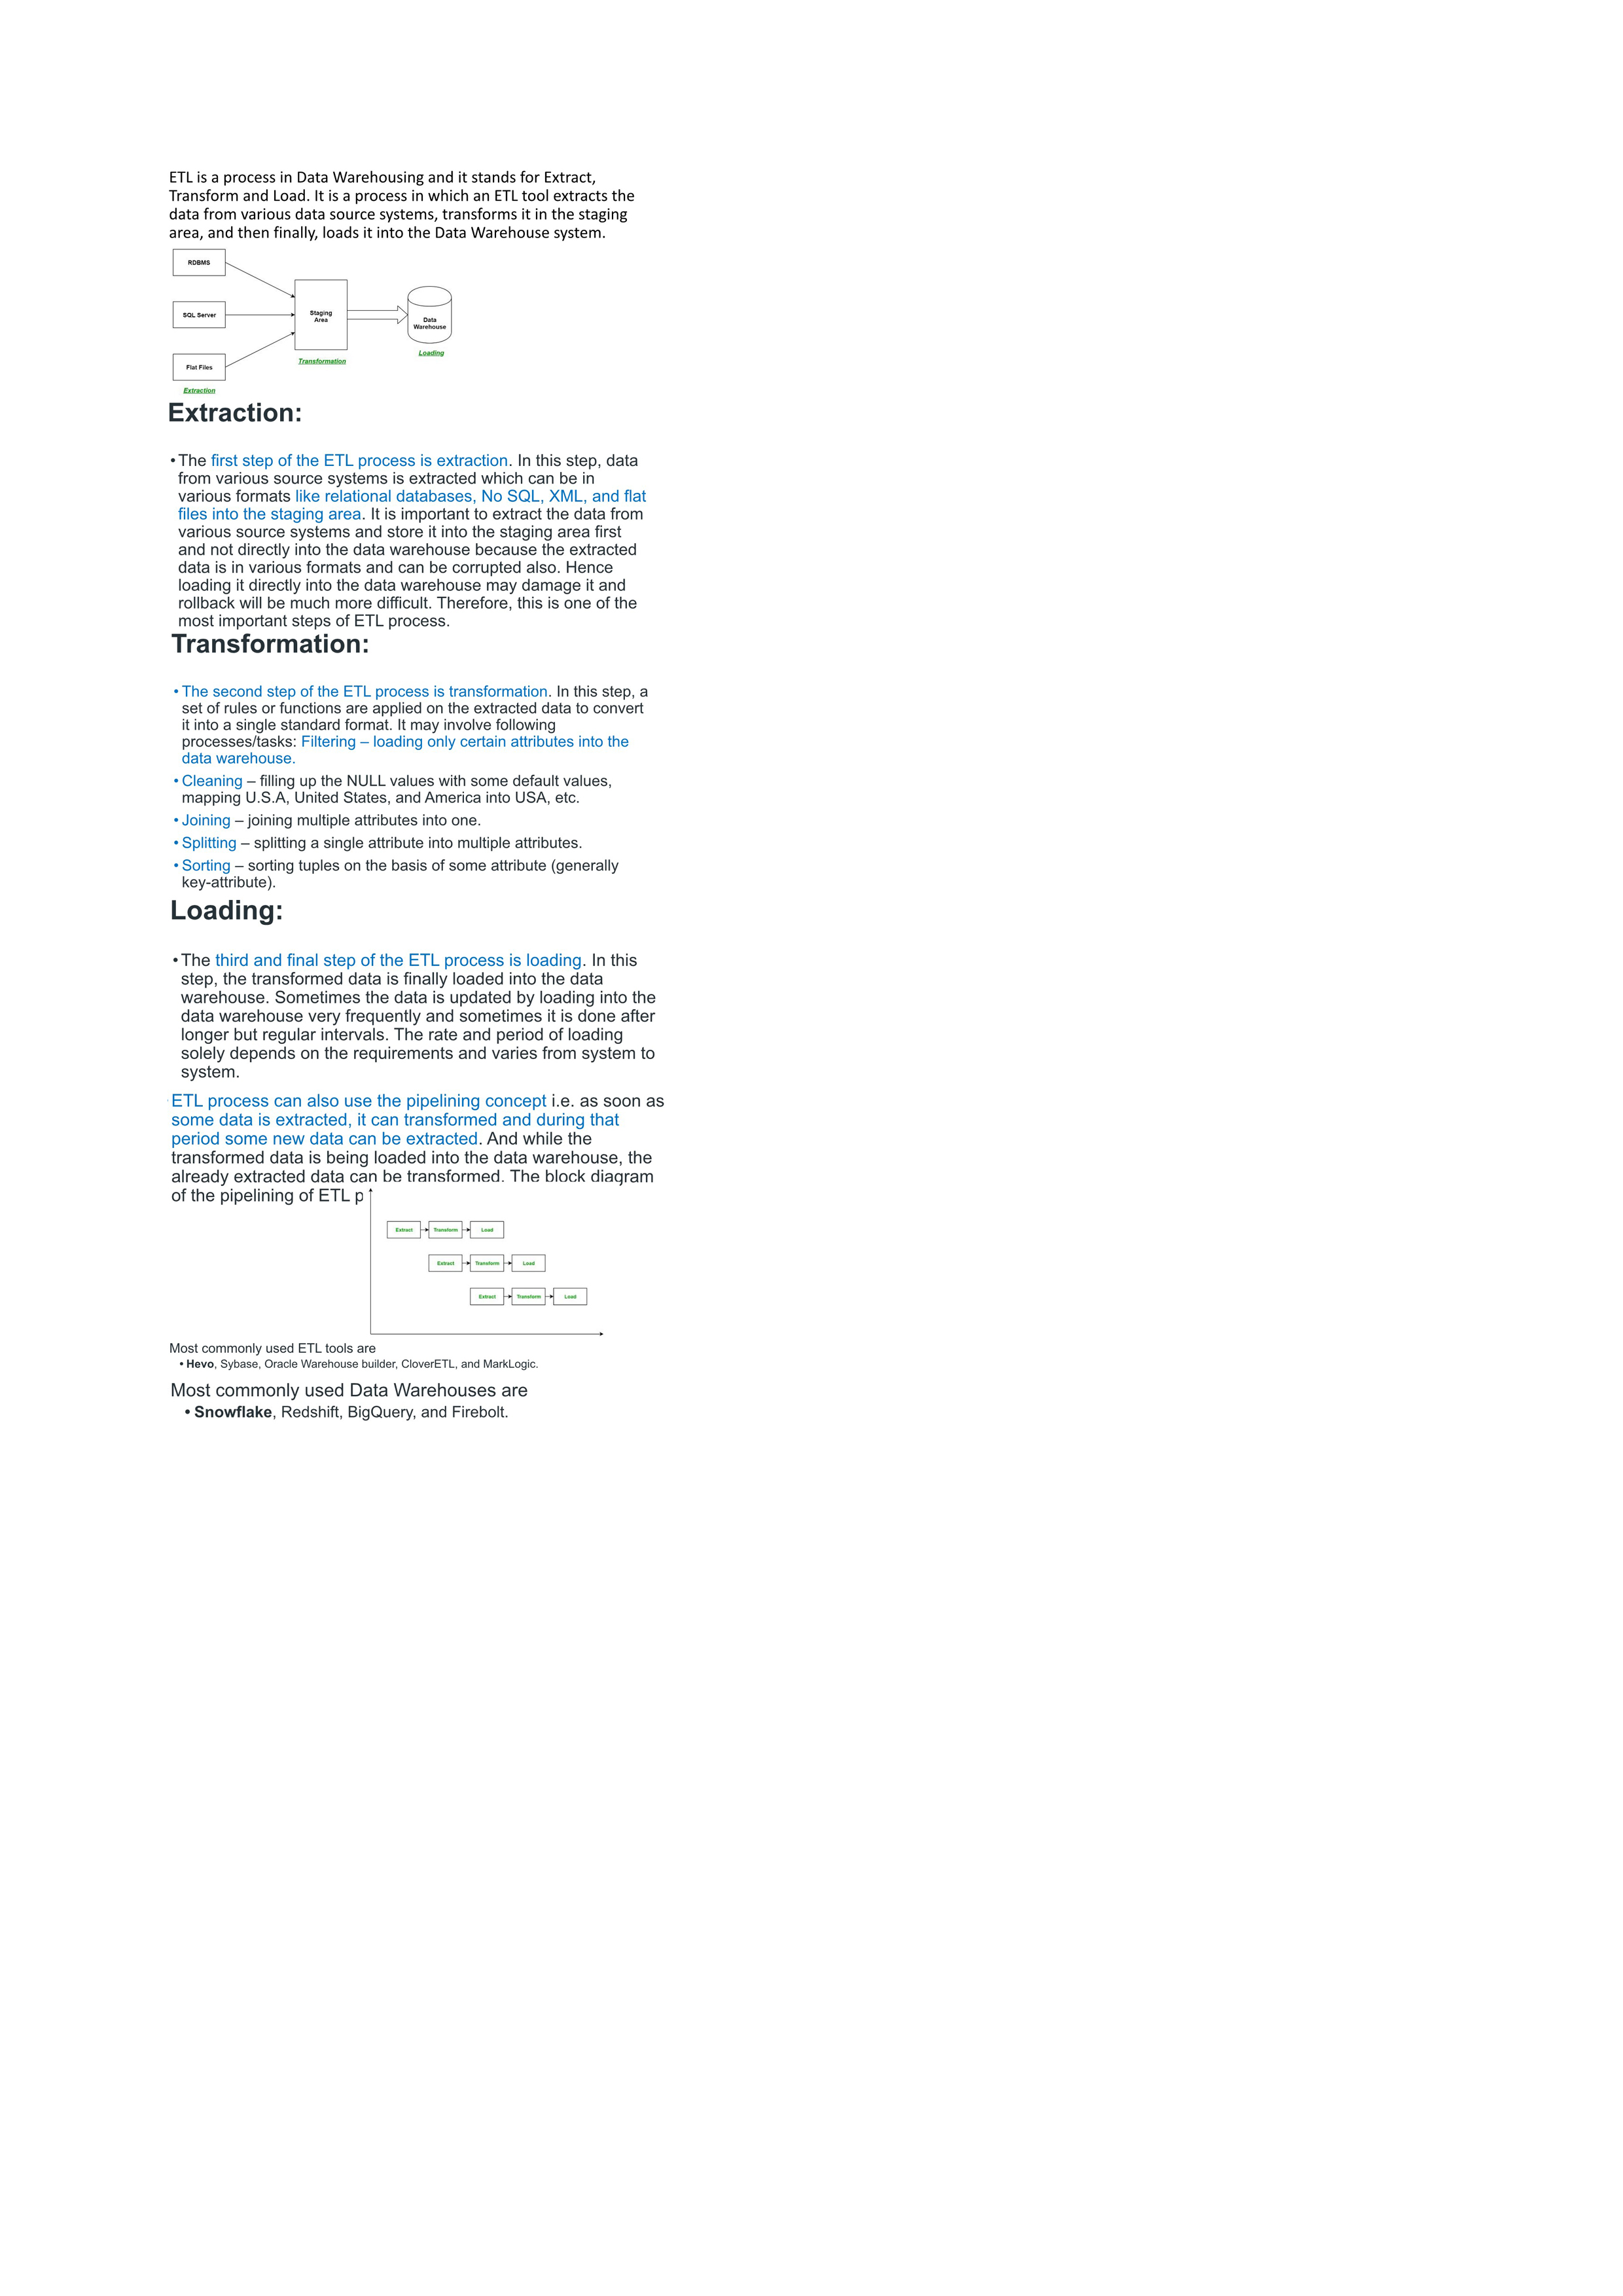 ETL is a process in Data Warehousing and it stands for Extract,
Transform and Load. It is a process in which an ETL tool extracts the
data from various data source systems, transforms it in the staging
area, and then finally, loads it into the Data Warehouse system.
RDBMS
SQL Server
Flat Files
Extraction
Staging
Area
Transformation
Data
Warehouse
Loading
Extraction:
• The first step of the ETL process is extraction. In this step, data
from various source systems is extracted which can be in
various formats like relational databases, No SQL, XML, and flat
files into the staging area. It is important to extract the data from
various source systems and store it into the staging area first
and not directly into the data warehouse because the extracted
data is in various formats and can be corrupted also. Hence
loading it directly into the data warehouse may damage it and
rollback will be much more difficult. Therefore, this is one of the
most important steps of ETL process.
Transformation:
• The second step of the ETL process is transformation. In this step, a
set of rules or functions are applied on the extracted data to convert
it into a single standard format. It may involve following
processes/tasks: Filtering – loading only certain attributes into the
data warehouse.
• Cleaning – filling up the NULL values with some default values,
mapping U.S.A, United States, and America into USA, etc.
• Joining – joining multiple attributes into one.
• Splitting – splitting a single attribute into multiple attributes.
• Sorting – sorting tuples on the basis of some attribute (generally
key-attribute).
Loading:
• The third and final step of the ETL process is loading. In this
step, the transformed data is finally loaded into the data
warehouse. Sometimes the data is updated by loading into the
data warehouse very frequently and sometimes it is done after
longer but regular intervals. The rate and period of loading
solely depends on the requirements and varies from system to
system.
ETL process can also use the pipelining concept i.e. as soon as
some data is extracted, it can transformed and during that
period some new data can be extracted. And while the
transformed data is being loaded into the data warehouse, the
already extracted data can be transformed. The block diagram
of the pipelining of ETL p
Extract Transform Load
Extract Transform Load
Extract Transform Load
Most commonly used ETL tools are
• Hevo, Sybase, Oracle Warehouse builder, CloverETL, and MarkLogic.
Most commonly used Data Warehouses are
• Snowflake, Redshift, BigQuery, and Firebolt.